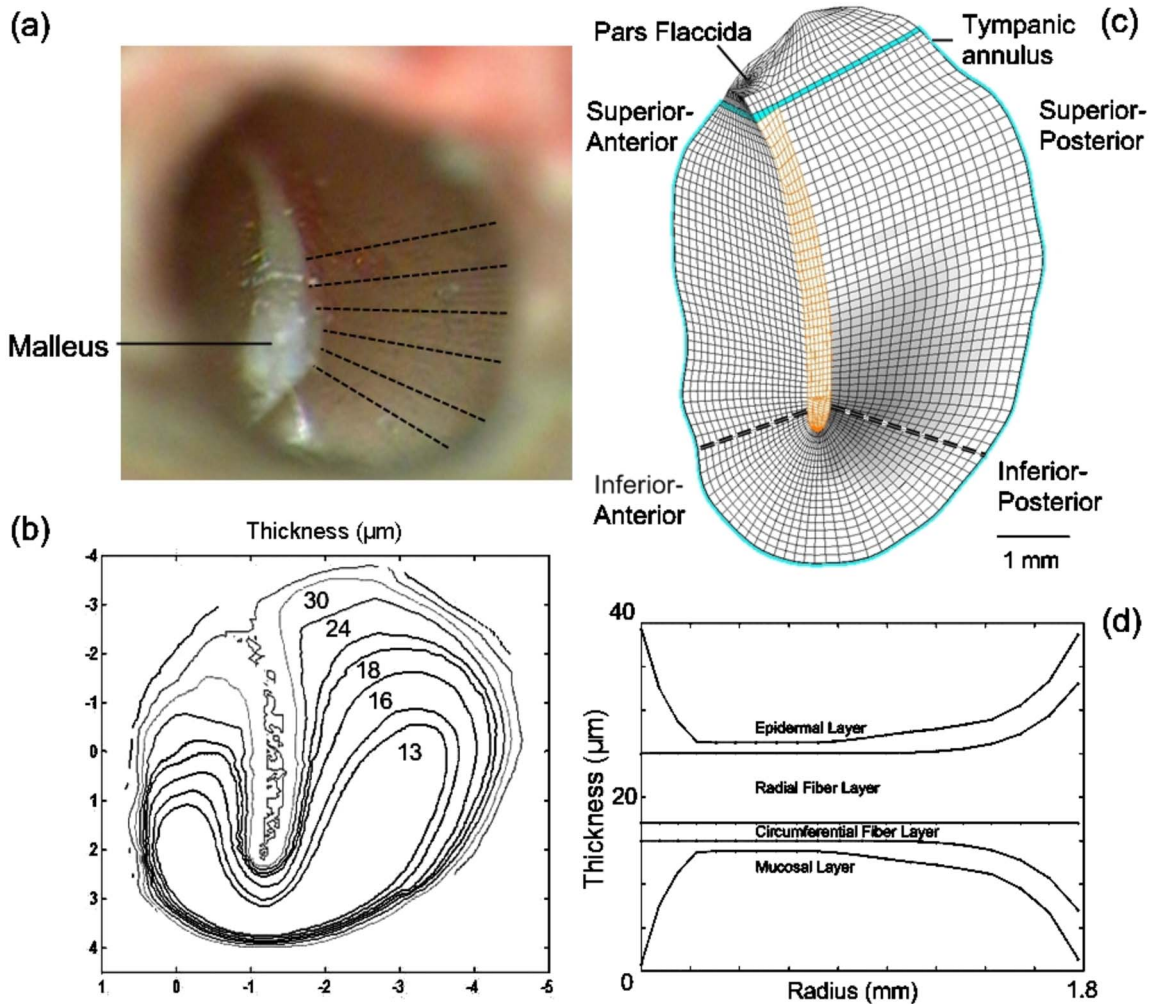 (a)
Malleus
(b)
Thickness (µm)
-4
-3
-2
-1
0
1
2
3
4
30
24
18
16
13
1
0
-1
-2
-3
-4
-5
(c)
Pars Flaccida
Tympanic
annulus
Superior-
Anterior
Superior-
Posterior
Inferior-
Anterior
Inferior-
Posterior
1 mm
(d)
40
20
0
Thickness (µm)
Epidermal Layer
Radial Fiber Layer
Circumferential Fiber Layer
Mucosal Layer
Radius (mm)
1.8